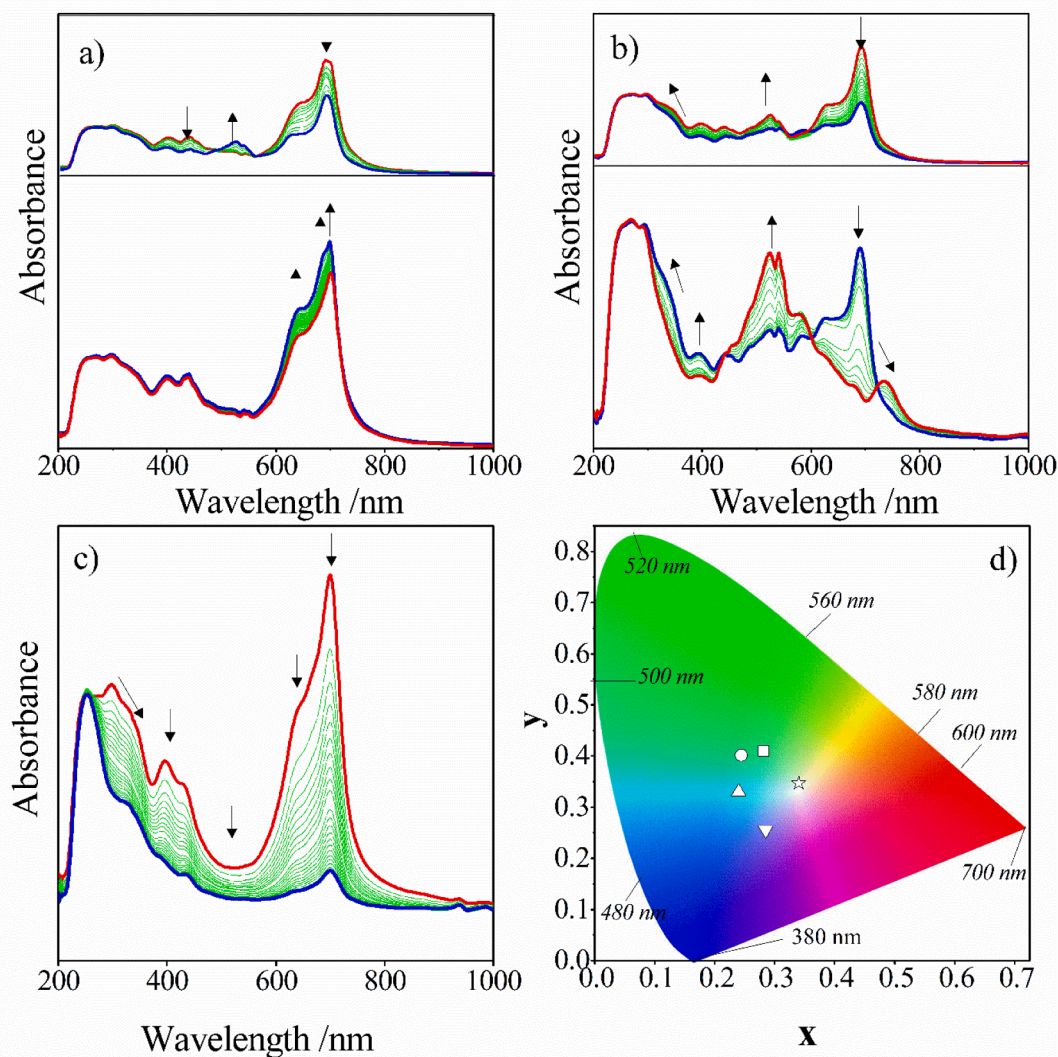 a)
Absorbance
200 400 600 800 1000
Wavelength /nm
b)
Absorbance
200 400 600 800 1000
Wavelength /nm
c)
Absorbance
200 400 600 800 1000
Wavelength /nm
d)
y
0.8
0.7
0.6
0.5
0.4
0.3
0.2
0.1
0.0
520 nm
560 nm
500 nm
580 nm
600 nm
700 nm
480 nm
380 nm
0.0 0.1 0.2 0.3 0.4 0.5 0.6 0.7
x